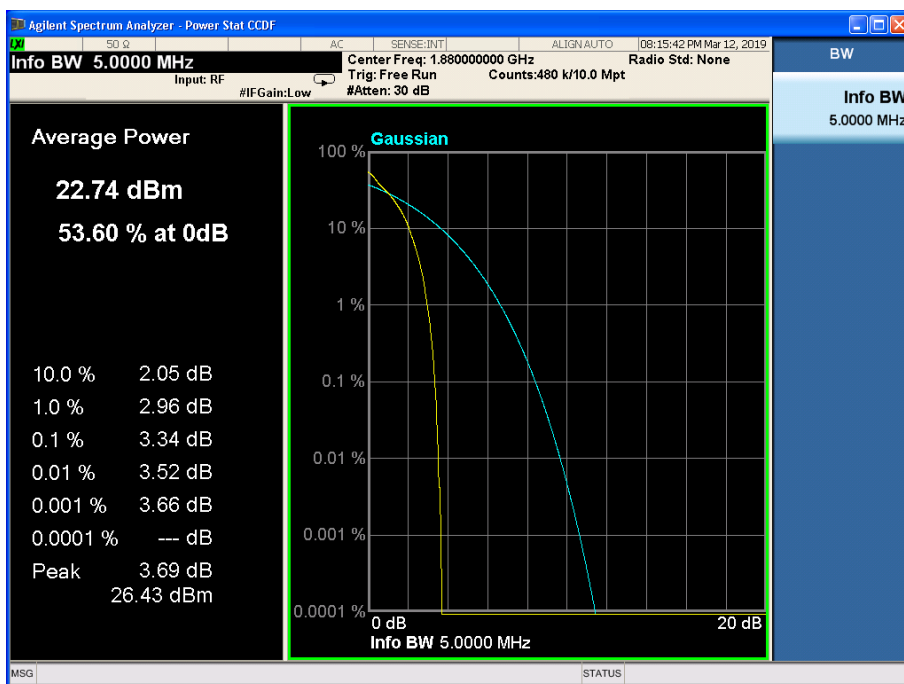 Agilent Spectrum Analyzer - Power Stat CCDF
LXI 50 Ω AC SENSE:INT ALIGN AUTO 08:15:42 PM Mar 12, 2019
Info BW 5.0000 MHz
Center Freq: 1.880000000 GHz Radio Std: None
Input: RF Trig: Free Run Counts:480 k/10.0 Mpt
#IFGain:Low #Atten: 30 dB
BW
Info BW
5.0000 MHz
Average Power
22.74 dBm
53.60 % at 0dB
10.0 % 2.05 dB
1.0 % 2.96 dB
0.1 % 3.34 dB
0.01 % 3.52 dB
0.001 % 3.66 dB
0.0001 % --- dB
Peak 3.69 dB
26.43 dBm
Gaussian
100 %
10 %
1 %
0.1 %
0.01 %
0.001 %
0.0001 %
0 dB 20 dB
Info BW 5.0000 MHz
MSG STATUS